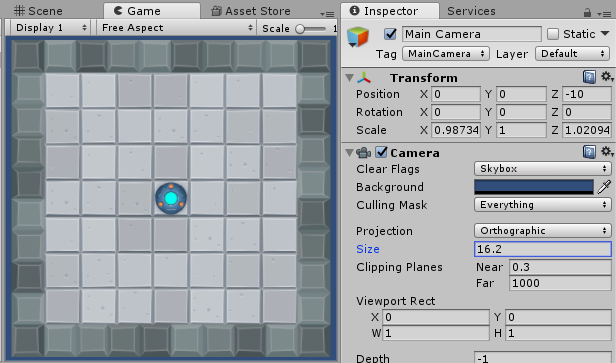 Scene Game Asset Store
Display 1 Free Aspect Scale 1
Inspector Services
Main Camera Static
Tag MainCamera Layer Default
Transform
Position X 0 Y 0 Z -10
Rotation X 0 Y 0 Z 0
Scale X 0.98734 Y 1 Z 1.02094
Camera
Clear Flags Skybox
Background
Culling Mask Everything
Projection Orthographic
Size 16.2
Clipping Planes Near 0.3
Far 1000
Viewport Rect
X 0 Y 0
W 1 H 1
Depth -1